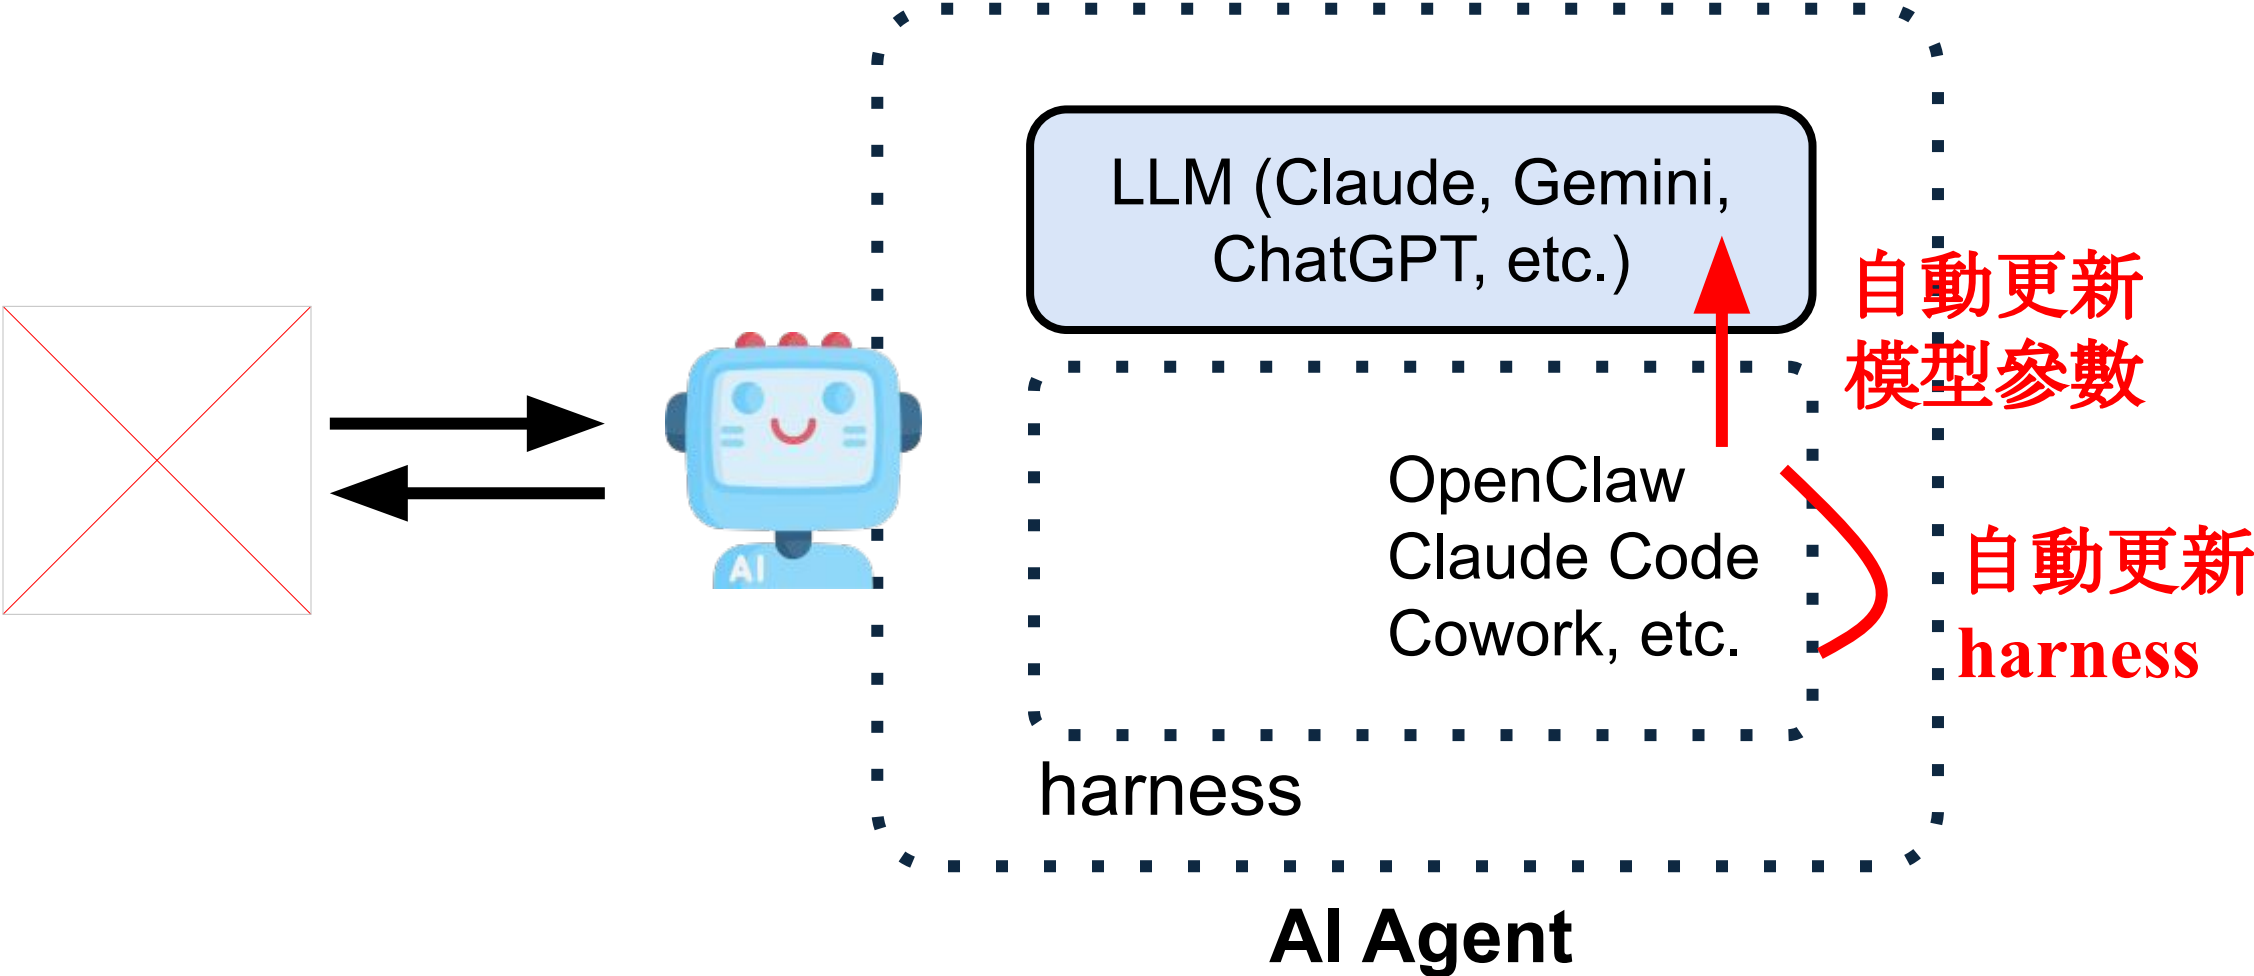 LLM (Claude, Gemini,
ChatGPT, etc.)
自動更新
模型參數
AI
OpenClaw
Claude Code
Cowork, etc.
自動更新
harness
harness
AI Agent